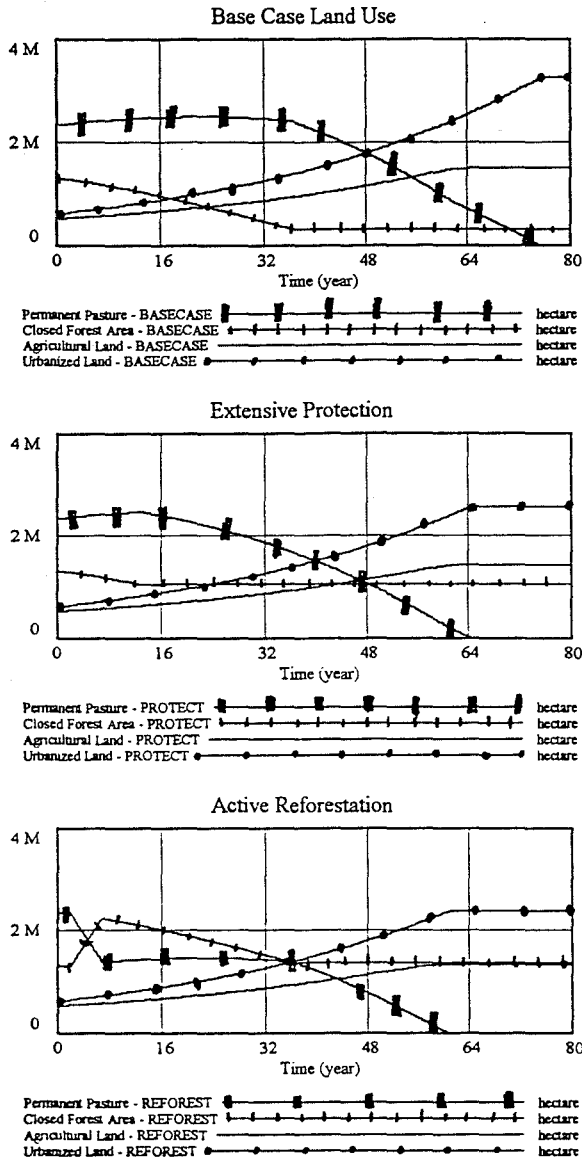 Base Case Land Use
4 M
2 M
0
0 16 32 48 64 80
Time (year)
Permanent Pasture - BASECASE hectare
Closed Forest Area - BASECASE hectare
Agricultural Land - BASECASE hectare
Urbanized Land - BASECASE hectare
Extensive Protection
4 M
2 M
0
0 16 32 48 64 80
Time (year)
Permanent Pasture - PROTECT hectare
Closed Forest Area - PROTECT hectare
Agricultural Land - PROTECT hectare
Urbanized Land - PROTECT hectare
Active Reforestation
4 M
2 M
0
0 16 32 48 64 80
Time (year)
Permanent Pasture - REFOREST hectare
Closed Forest Area - REFOREST hectare
Agricultural Land - REFOREST hectare
Urbanized Land - REFOREST hectare